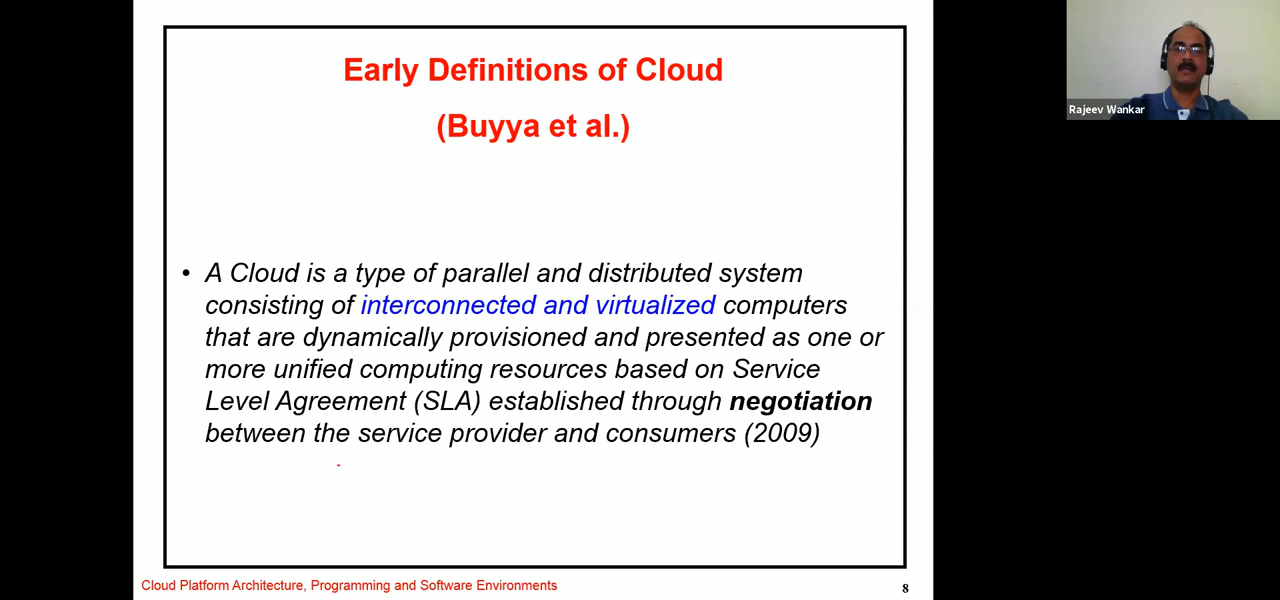 Early Definitions of Cloud
(Buyya et al.)
Rajeev Wankar
• A Cloud is a type of parallel and distributed system
consisting of interconnected and virtualized computers
that are dynamically provisioned and presented as one or
more unified computing resources based on Service
Level Agreement (SLA) established through negotiation
between the service provider and consumers (2009)
Cloud Platform Architecture, Programming and Software Environments
8